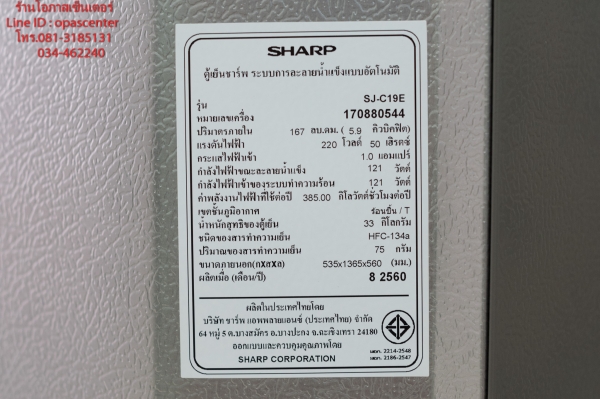 ร้านโอภาสเซ็นเตอร์
Line ID : opascenter
โทร.081-3185131
034-462240
SHARP
ตู้เย็นชาร์พ ระบบการละลายน้ำแข็งแบบอัตโนมัติ
รุ่น SJ-C19E
หมายเลขเครื่อง 170880544
ปริมาตรภายใน 167 ลบ.ดม. ( 5.9 คิวบิคฟิต)
แรงดันไฟฟ้า 220 โวลต์ 50 เฮิรตซ์
กระแสไฟฟ้าเข้า 1.0 แอมแปร์
กำลังไฟฟ้าขณะละลายน้ำแข็ง 121 วัตต์
กำลังไฟฟ้าเข้าของระบบทำความร้อน 121 วัตต์
ค่าพลังงานไฟฟ้าที่ใช้ต่อปี 385.00 กิโลวัตต์ชั่วโมงต่อปี
เขตชั้นภูมิอากาศ ร้อนชื้น / T
น้ำหนักสุทธิของตู้เย็น 33 กิโลกรัม
ชนิดของสารทำความเย็น HFC-134a
ปริมาณของสารทำความเย็น 75 กรัม
ขนาดภายนอก(กxสxล) 535x1365x560 (มม.)
ผลิตเมื่อ (เดือน/ปี) 8 2560
ผลิตในประเทศไทยโดย
บริษัท ชาร์พ แอพพลายแอนซ์ (ประเทศไทย) จำกัด
64 หมู่ 5 ต.บางสมัคร อ.บางปะกง จ.ฉะเชิงเทรา 24180
ออกแบบและควบคุมคุณภาพโดย
SHARP CORPORATION
มอก. 2214-2548
มอก. 2186-2547